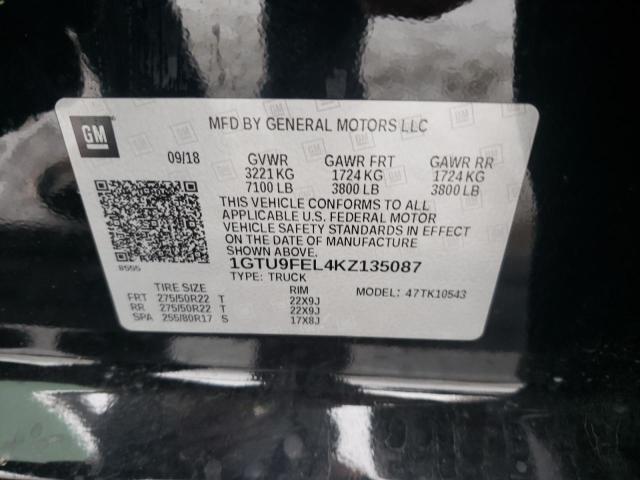 GM
MFD BY GENERAL MOTORS LLC
09/18 GVWR GAWR FRT GAWR RR
3221 KG 1724 KG 1724 KG
7100 LB 3800 LB 3800 LB
THIS VEHICLE CONFORMS TO ALL
APPLICABLE U.S. FEDERAL MOTOR
VEHICLE SAFETY STANDARDS IN EFFECT
ON THE DATE OF MANUFACTURE SHOWN ABOVE.
8555 1GTU9FEL4KZ135087
TYPE: TRUCK
TIRE SIZE RIM MODEL: 47TK10543
FRT 275/50R22 T 22X9J
RR 275/50R22 T 22X9J
SPA 255/80R17 S 17X8J